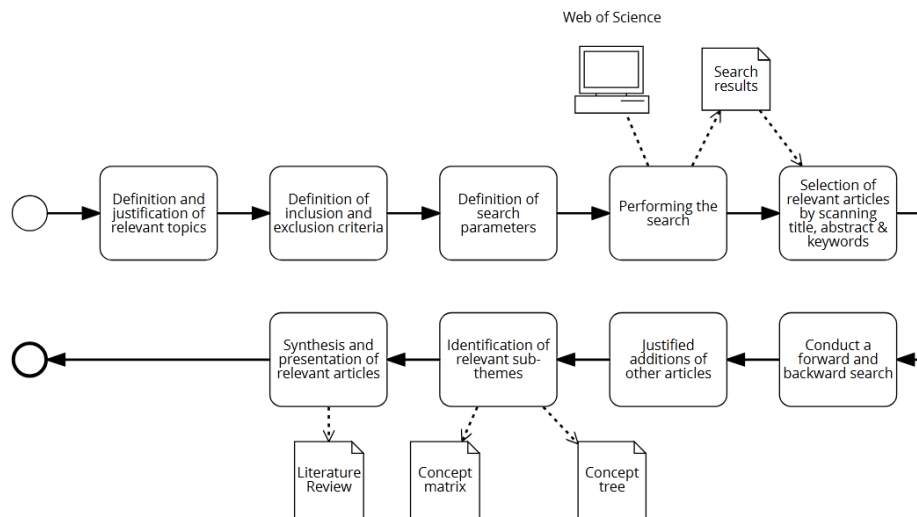 Web of Science
Search
results
Definition and
justification of
relevant topics
Definition of
inclusion and
exclusion criteria
Definition of
search
parameters
Performing the
search
Selection of
relevant articles
by scanning
title, abstract &
keywords
Synthesis and
presentation of
relevant articles
Identification of
relevant sub-
themes
Justified
additions of
other articles
Conduct a
forward and
backward search
Literature
Review
Concept
matrix
Concept
tree